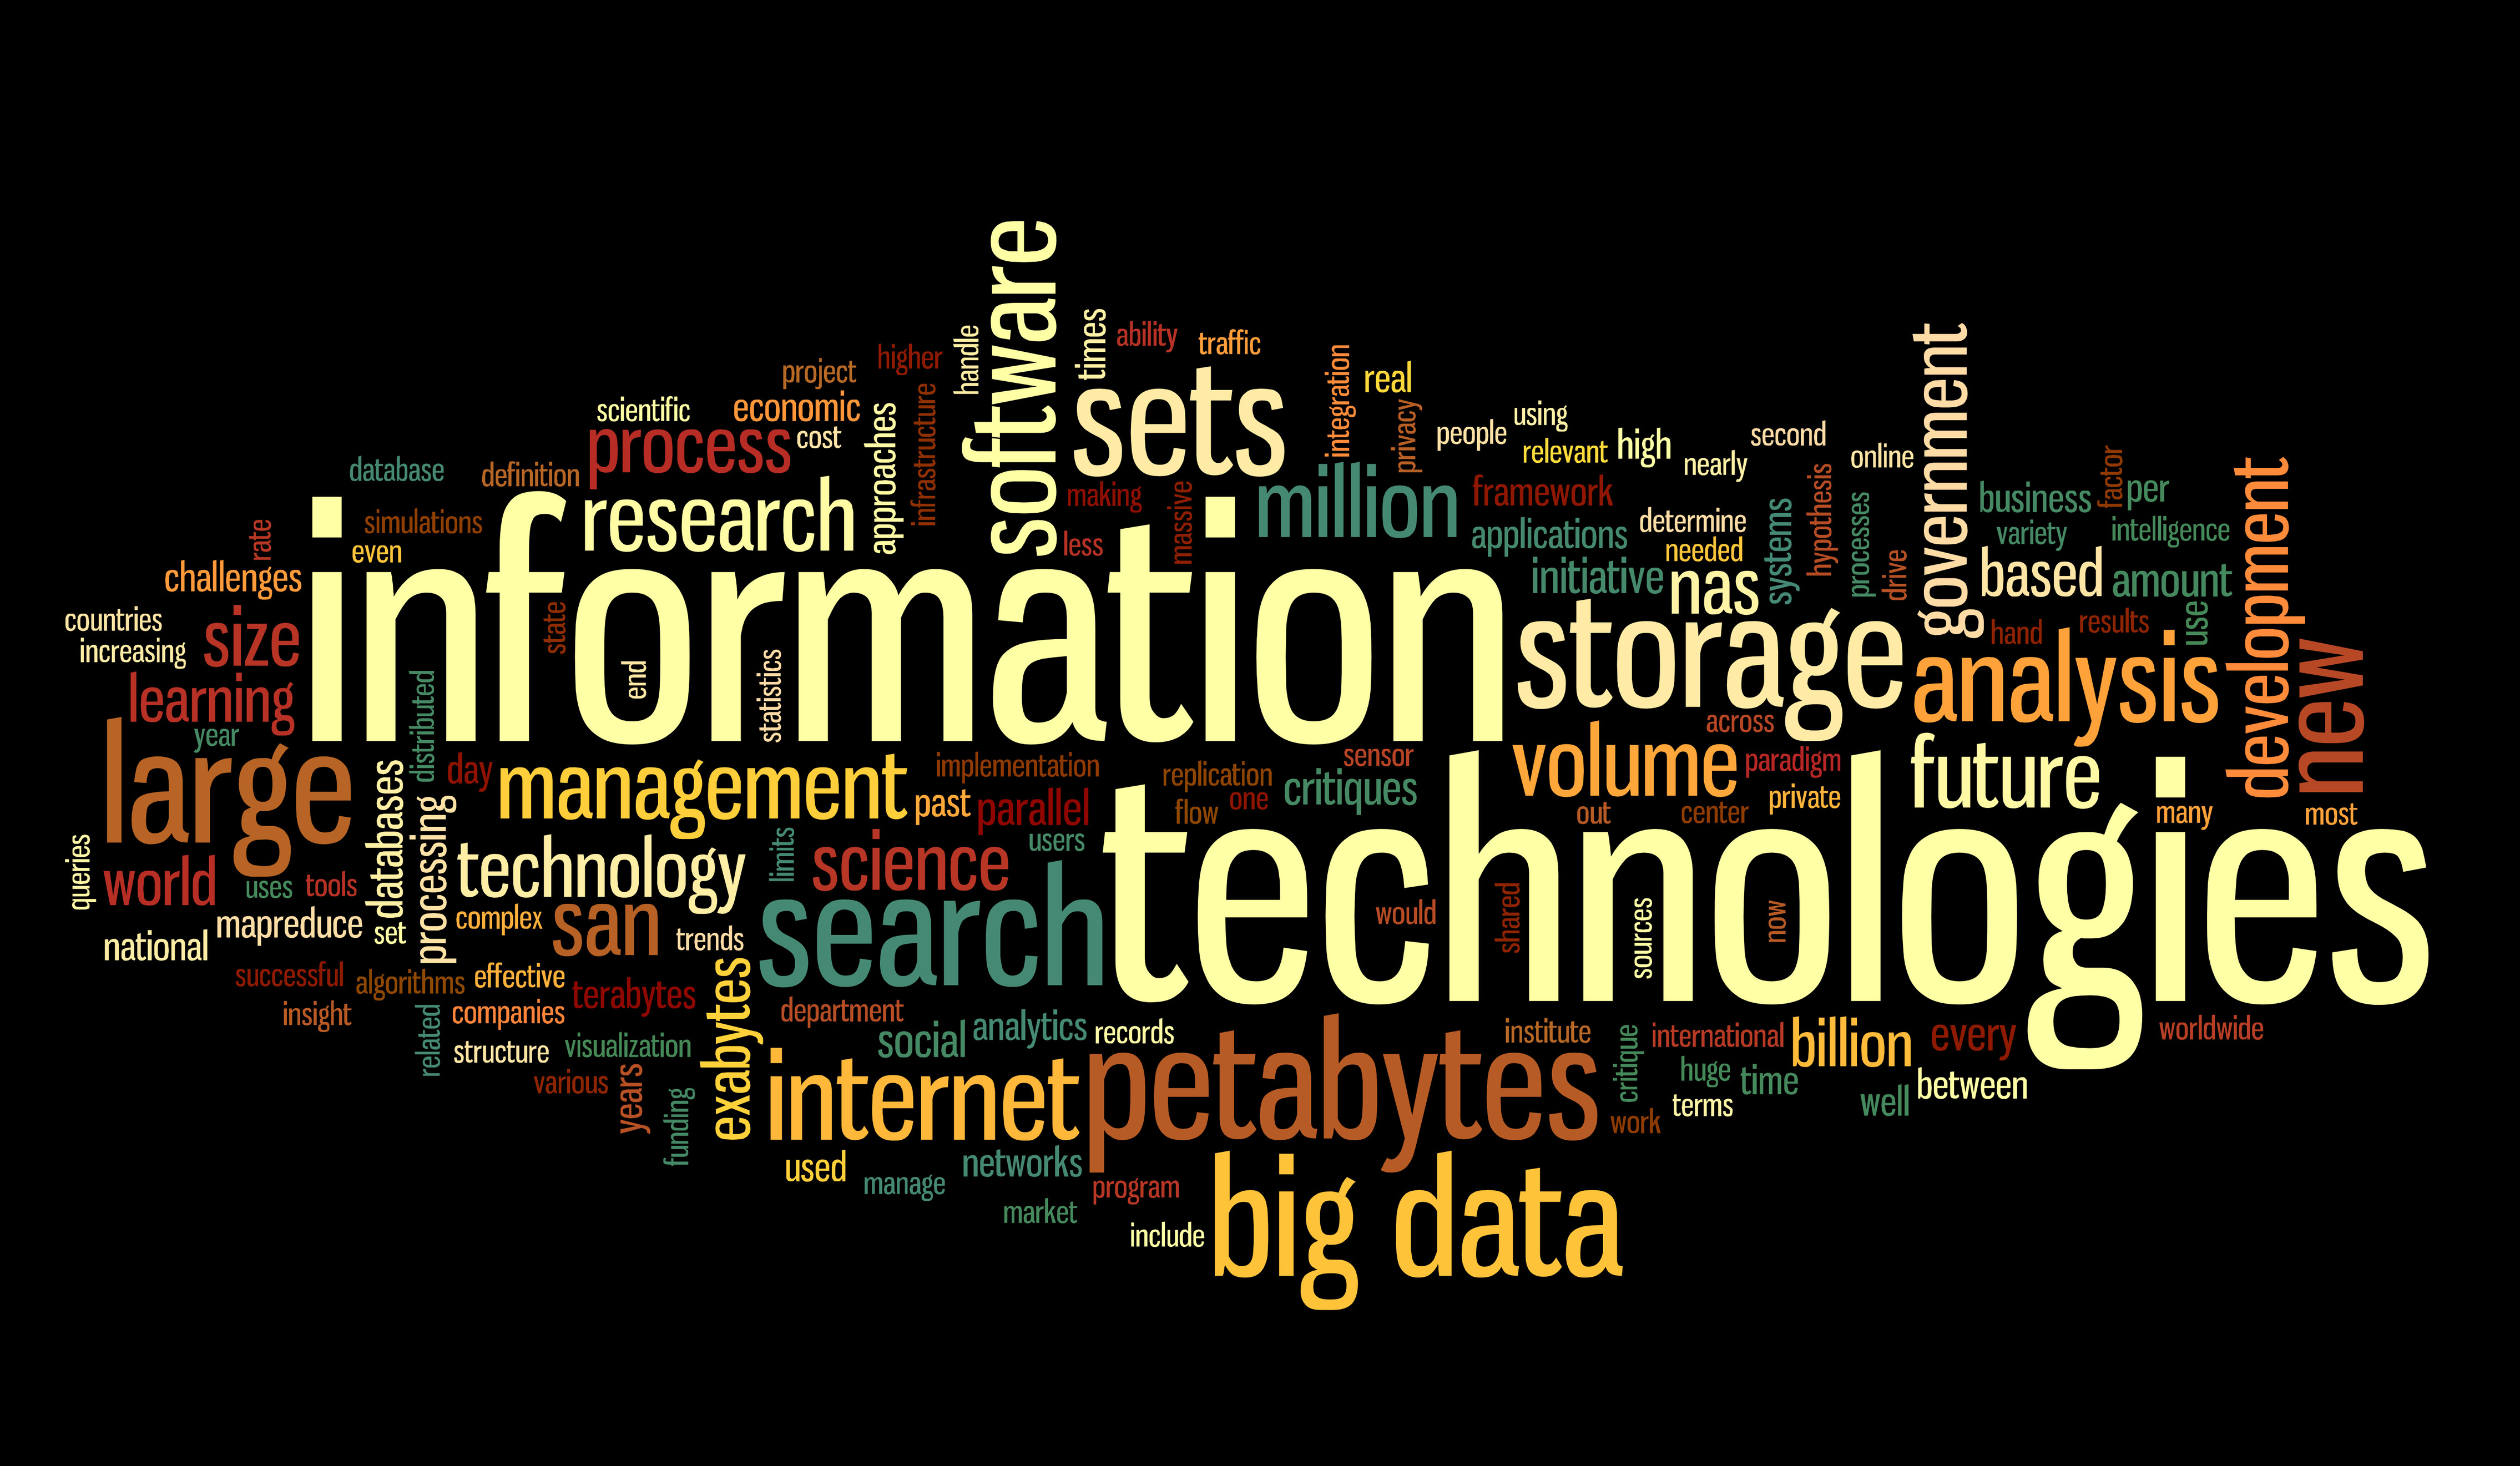 software
government
times
ability
traffic
handle
higher
project
integration
real
infrastructure
scientific
economic
sets
privacy
people
using
process
cost
approaches
relevant
high
nearly
second
online
database
definition
research
making
massive
million
framework
hypothesis
factor
per
development
simulations
rate
even
less
applications
determine
needed
systems
processes
business
variety
intelligence
challenges
information
initiative
nas
drive
based
amount
countries
increasing
size
state
end
statistics
storage
hand
results
use
new
learning
year
distributed
across
analysis
large
databases
day
management
implementation
replication
sensor
critiques
volume
paradigm
future
processing
past
parallel
flow
one
out
center
private
many
most
queries
world
uses
tools
technology
limits
science
users
technologies
mapreduce
set
complex
san
trends
search
would
shared
sources
now
national
successful
algorithms
effective
terabytes
exabytes
insight
related
companies
department
social
analytics
records
institute
critique
international
billion
every
worldwide
structure
visualization
various
years
funding
internet
petabytes
huge
time
terms
well
between
work
used
manage
networks
program
market
include
big data